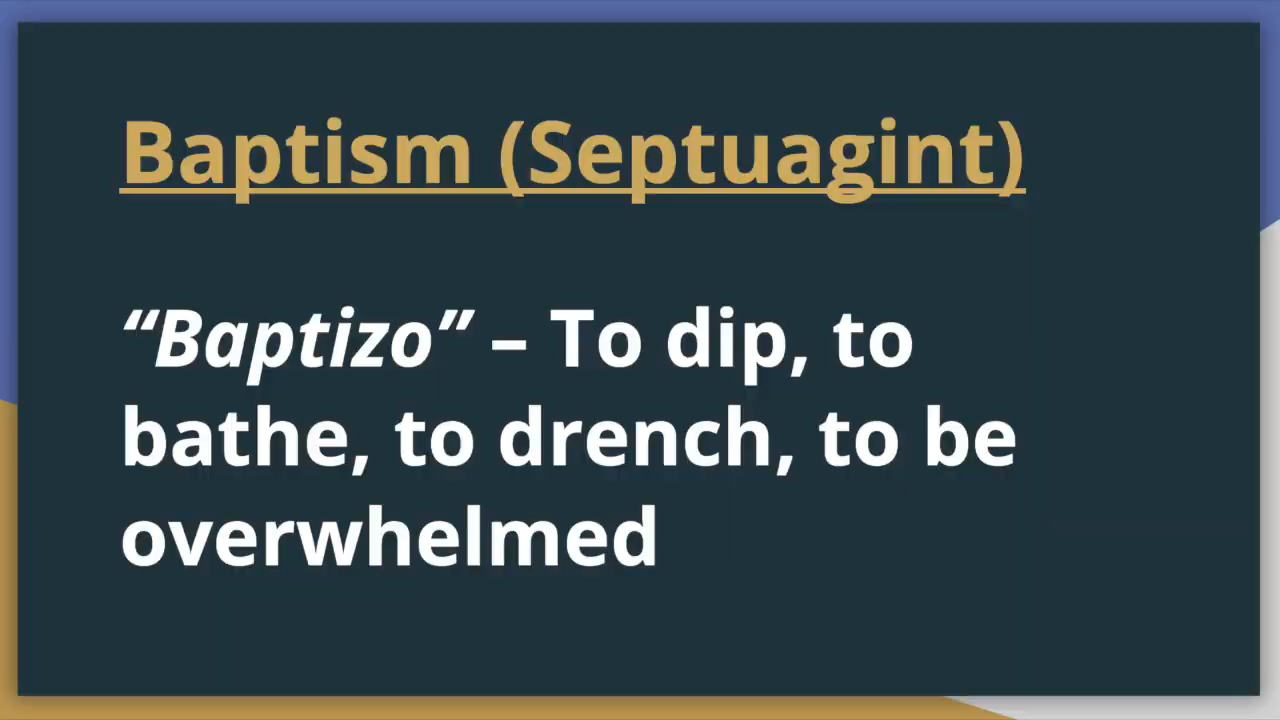 Baptism (Septuagint)
“Baptizo” – To dip, to
bathe, to drench, to be
overwhelmed